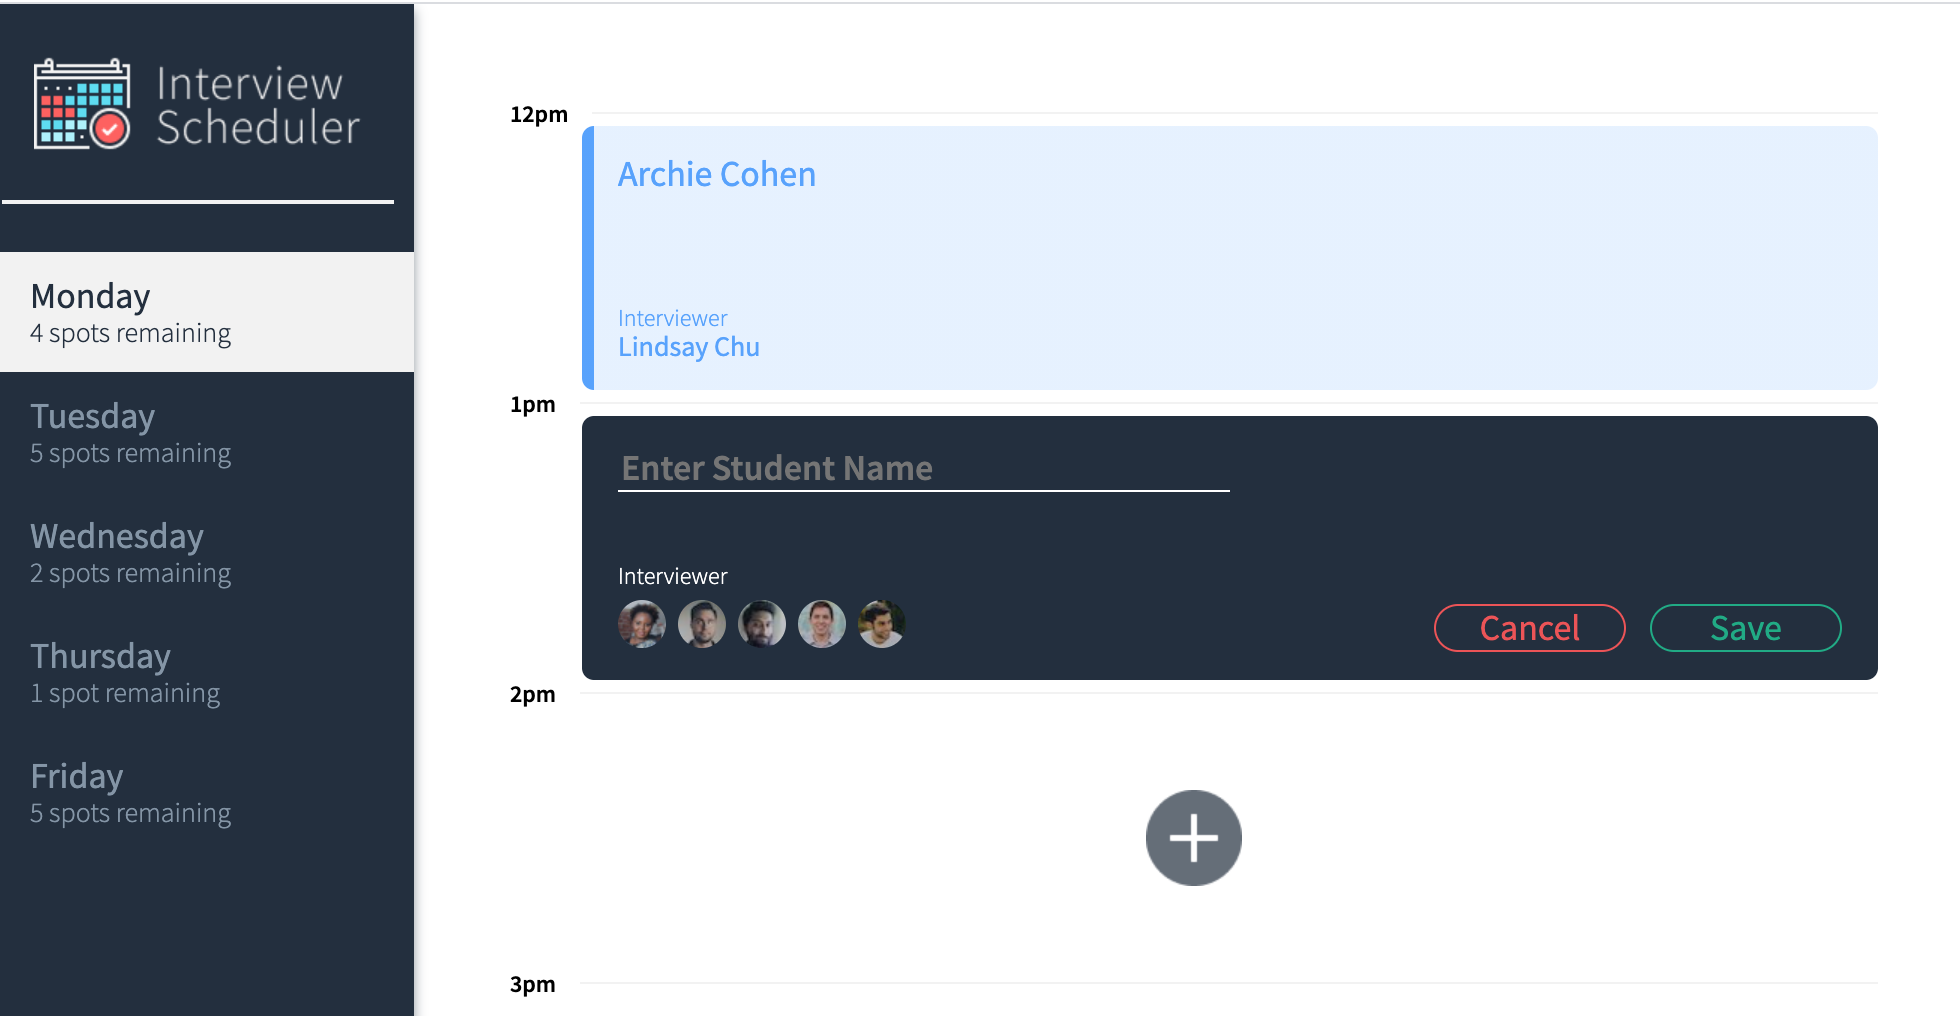 Interview
Scheduler
Monday
4 spots remaining
Tuesday
5 spots remaining
Wednesday
2 spots remaining
Thursday
1 spot remaining
Friday
5 spots remaining
12pm
Archie Cohen
Interviewer
Lindsay Chu
1pm
Enter Student Name
Interviewer
Cancel
Save
2pm
3pm